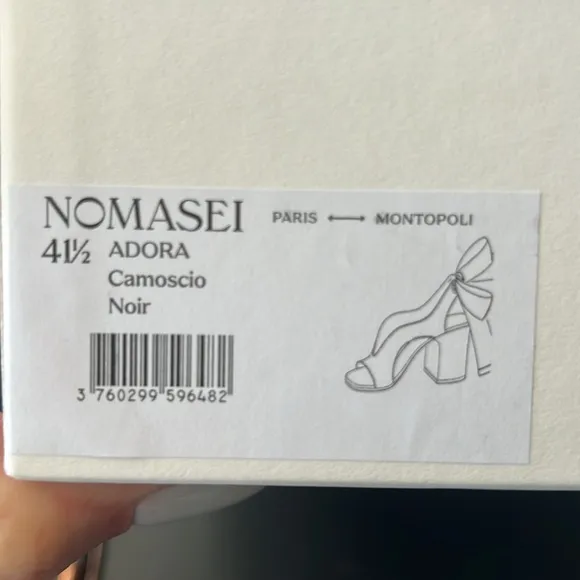 NOMASEI PARIS ⟷ MONTOPOLI
41½ ADORA
Camoscio
Noir
3 760299 596482